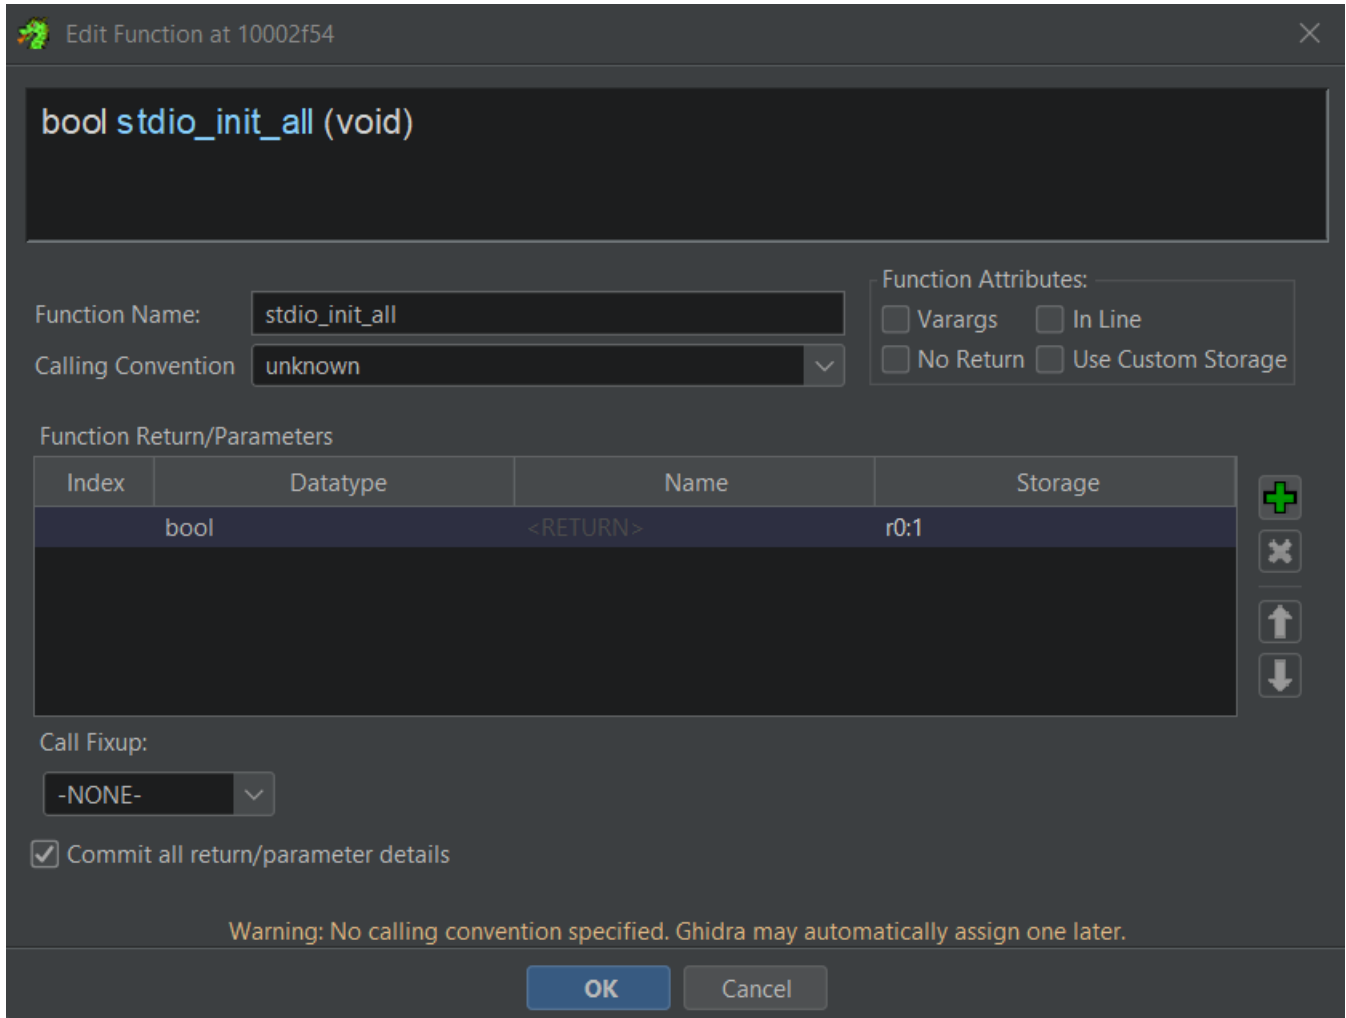 Edit Function at 10002f54
bool stdio_init_all (void)
Function Attributes:
Function Name: stdio_init_all
Varargs In Line
Calling Convention unknown
No Return Use Custom Storage
Function Return/Parameters
Index Datatype Name Storage
bool <RETURN> r0:1
Call Fixup:
-NONE-
Commit all return/parameter details
Warning: No calling convention specified. Ghidra may automatically assign one later.
OK Cancel